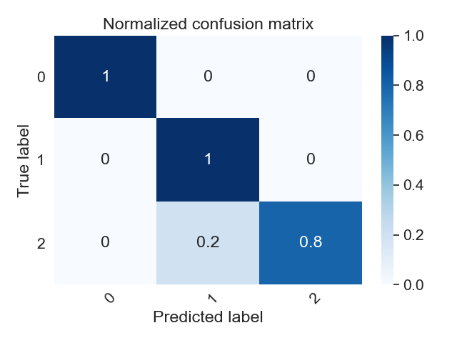 Normalized confusion matrix
True label
0 1 0 0
1 0 1 0
2 0 0.2 0.8
0 1 2
Predicted label
1.0
0.8
0.6
0.4
0.2
0.0